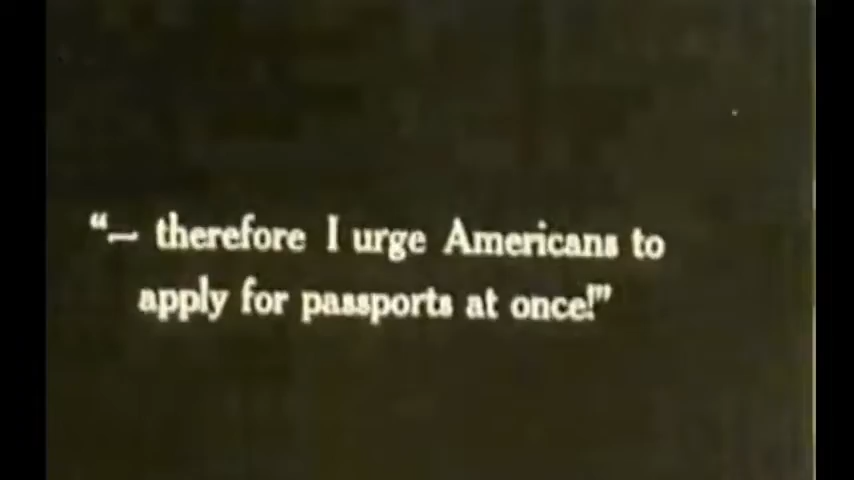 “— therefore I urge Americans to
apply for passports at once!”